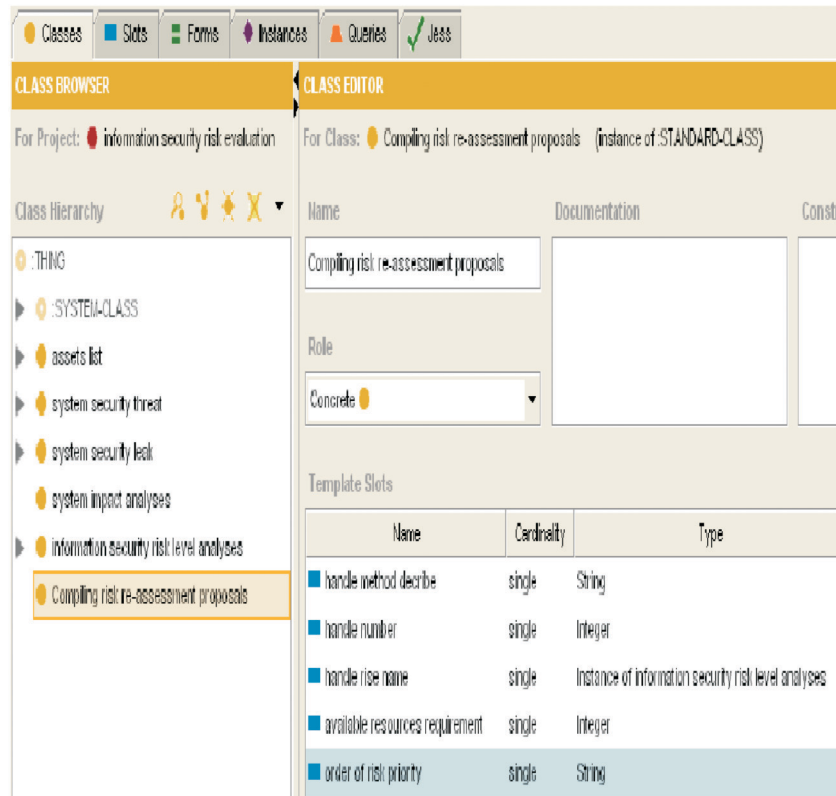 Classes Slots Forms Instances Queries Jess
CLASS BROWSER
For Project: information security risk evaluation
Class Hierarchy
:THING
:SYSTEM-CLASS
assets list
system security threat
system security leak
system impact analyses
information security risk level analyses
Compiling risk re-assessment proposals
CLASS EDITOR
For Class: Compiling risk re-assessment proposals (instance of :STANDARD-CLASS)
Name Documentation Const
Compiling risk re-assessment proposals
Role
Concrete
Template Slots
Name Cardinality Type
handle method decribe single String
handle number single Integer
handle rise name single Instance of information security risk level analyses
available resources requirement single Integer
order of risk priority single String